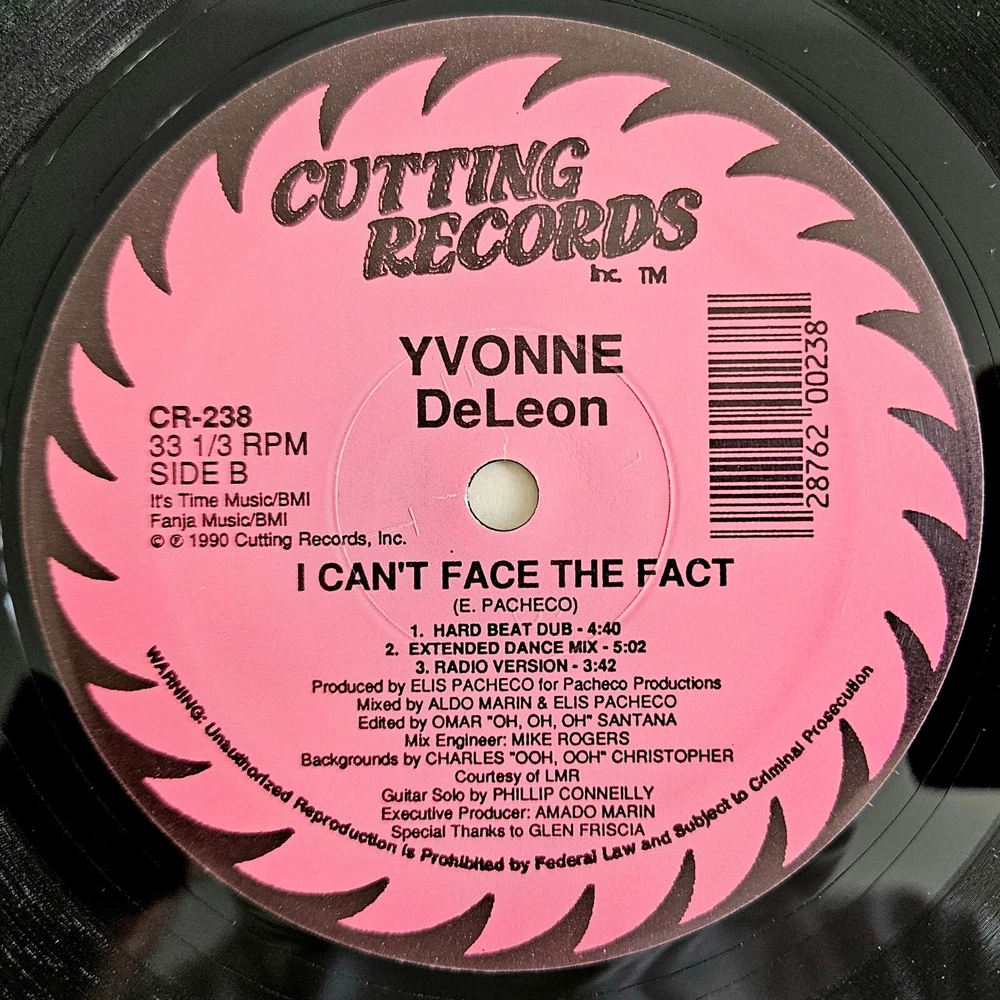 CUTTING
RECORDS
Inc. TM
YVONNE
DeLeon
CR-238
33 1/3 RPM
SIDE B
It's Time Music/BMI
Fanja Music/BMI
© ℗ 1990 Cutting Records, Inc.
28762 00238
I CAN'T FACE THE FACT
(E. PACHECO)
1. HARD BEAT DUB - 4:40
2. EXTENDED DANCE MIX - 5:02
3. RADIO VERSION - 3:42
Produced by ELIS PACHECO for Pacheco Productions
Mixed by ALDO MARIN & ELIS PACHECO
Edited by OMAR "OH, OH, OH" SANTANA
Mix Engineer: MIKE ROGERS
Backgrounds by CHARLES "OOH, OOH" CHRISTOPHER
Courtesy of LMR
Guitar Solo by PHILLIP CONNEILLY
Executive Producer: AMADO MARIN
Special Thanks to GLEN FRISCIA
WARNING: Unauthorized Reproduction is Prohibited by Federal Law and Subject to Criminal Prosecution